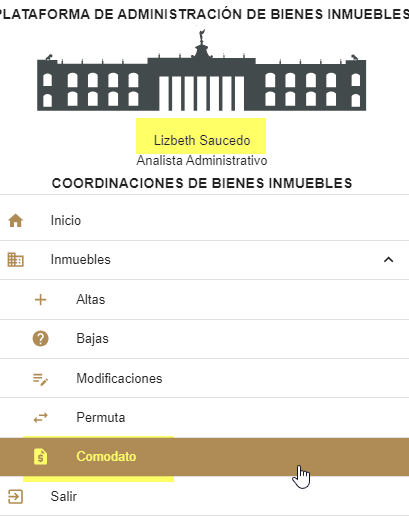 PLATAFORMA DE ADMINISTRACIÓN DE BIENES INMUEBLES
Lizbeth Saucedo
Analista Administrativo
COORDINACIONES DE BIENES INMUEBLES
Inicio
Inmuebles
Altas
Bajas
Modificaciones
Permuta
Comodato
Salir